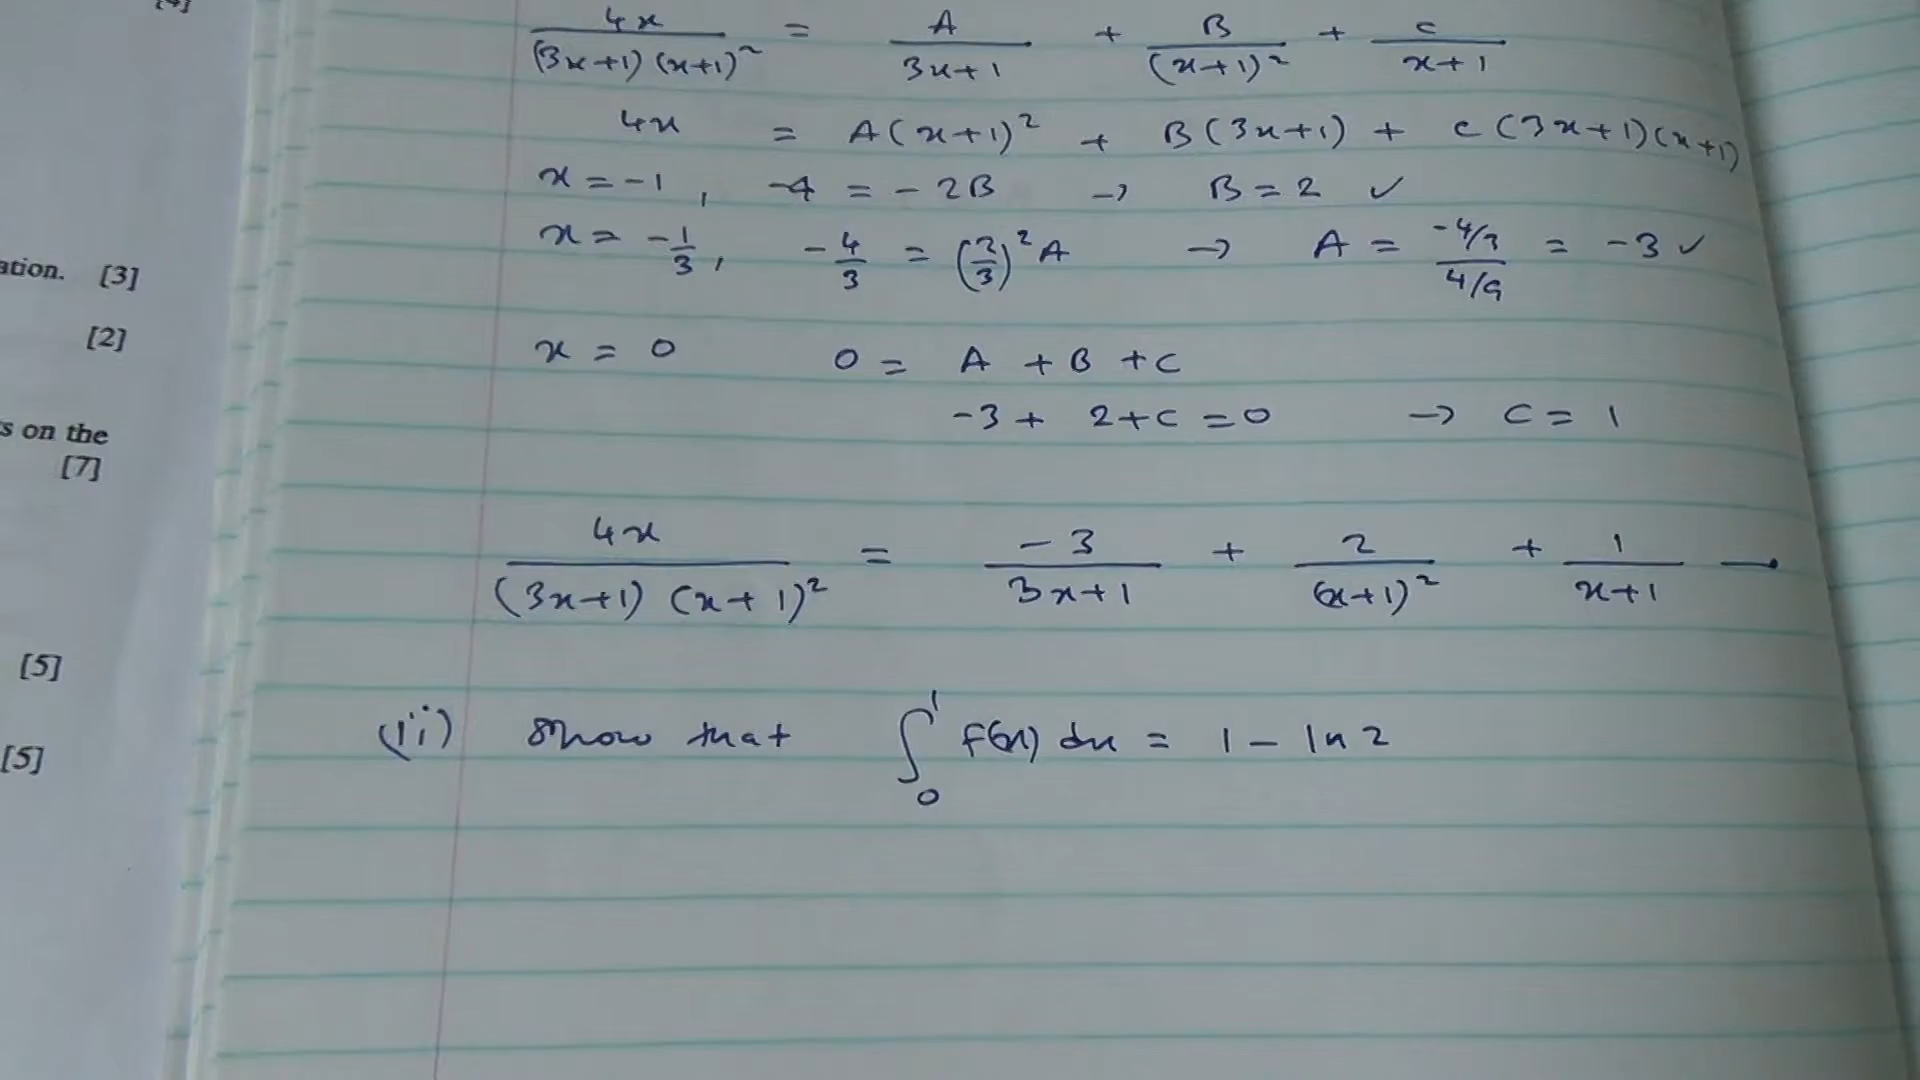 [4]
4x / (3x+1)(x+1)² = A / 3x+1 + B / (x+1)² + C / x+1
4x = A(x+1)² + B(3x+1) + C(3x+1)(x+1)
x = -1, -4 = -2B → B = 2 ✓
x = -1/3, -4/3 = (2/3)² A → A = -4/3 / 4/9 = -3 ✓
ation. [3]
[2]
x = 0 0 = A + B + C
-3 + 2 + C = 0 → C = 1
s on the
[7]
4x / (3x+1)(x+1)² = -3 / 3x+1 + 2 / (x+1)² + 1 / x+1 —
[5]
(ii) Show that ∫₀¹ f(x) dx = 1 - ln 2
[5]